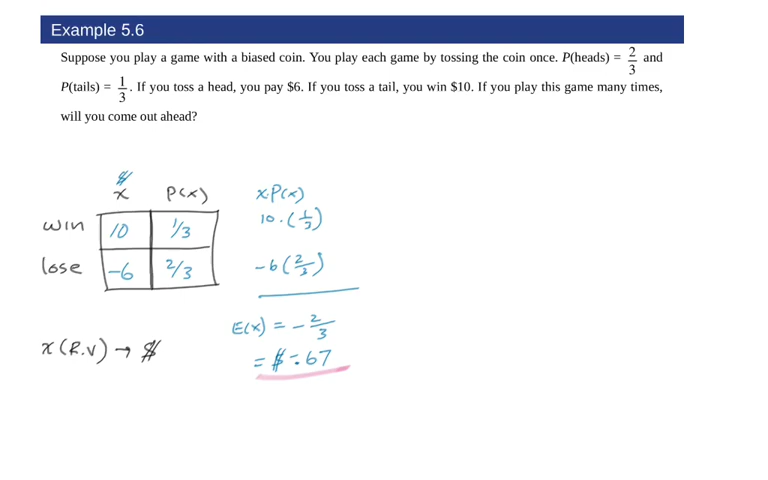 Example 5.6
Suppose you play a game with a biased coin. You play each game by tossing the coin once. P(heads) = 2/3 and
P(tails) = 1/3. If you toss a head, you pay $6. If you toss a tail, you win $10. If you play this game many times,
will you come out ahead?
$
x P(x) x·P(x)
win 10 1/3 10·(1/3)
lose -6 2/3 -6(2/3)
E(x) = -2/3
x (R.V) → $
= $-.67